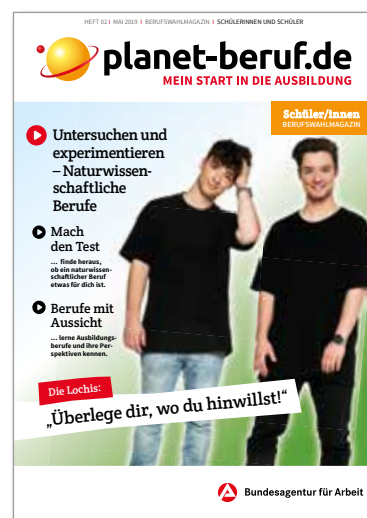 HEFT 02 I MAI 2019 I BERUFSWAHLMAGAZIN I SCHÜLERINNEN UND SCHÜLER
planet-beruf.de
MEIN START IN DIE AUSBILDUNG
Schüler/innen
BERUFSWAHLMAGAZIN
Untersuchen und
experimentieren
– Naturwissen-
schaftliche
Berufe
Mach
den Test
... finde heraus,
ob ein naturwissen-
schaftlicher Beruf
etwas für dich ist.
Berufe mit
Aussicht
... lerne Ausbildungs-
berufe und ihre Per-
spektiven kennen.
Die Lochis:
„Überlege dir, wo du hinwillst!“
Bundesagentur für Arbeit